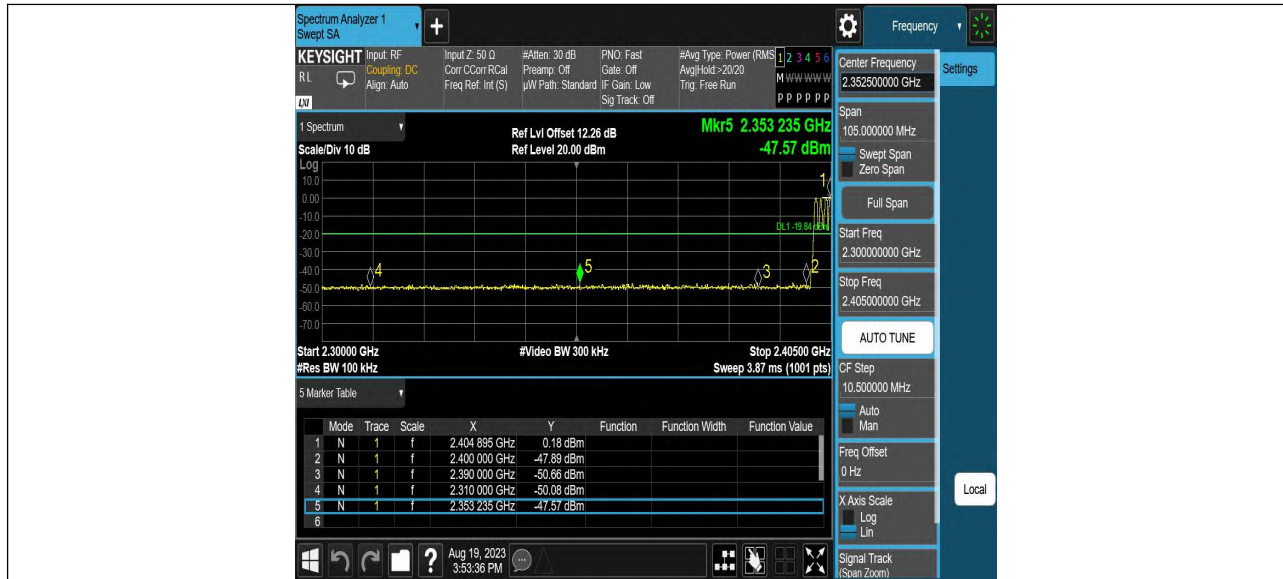 Spectrum Analyzer 1
Swept SA
+
Frequency
KEYSIGHT Input: RF Input Z: 50 Ω #Atten: 30 dB PNO: Fast #Avg Type: Power (RMS 1 2 3 4 5 6
R L Coupling: DC Corr CCorr RCal Preamp: Off Gate: Off Avg|Hold:>20/20 M W W W W W
Align: Auto Freq Ref: Int (S) µW Path: Standard IF Gain: Low Trig: Free Run
LXI Sig Track: Off P P P P P P
1 Spectrum
Ref Lvl Offset 12.26 dB
Mkr5 2.353 235 GHz
Scale/Div 10 dB Ref Level 20.00 dBm -47.57 dBm
Log
10.0
0.00
-10.0
-20.0
-30.0
-40.0
-50.0
-60.0
-70.0
1
DL1 -19.84 dBm
4
5
3
2
Start 2.30000 GHz #Video BW 300 kHz Stop 2.40500 GHz
#Res BW 100 kHz Sweep 3.87 ms (1001 pts)
5 Marker Table
Mode Trace Scale X Y Function Function Width Function Value
1 N 1 f 2.404 895 GHz 0.18 dBm
2 N 1 f 2.400 000 GHz -47.89 dBm
3 N 1 f 2.390 000 GHz -50.66 dBm
4 N 1 f 2.310 000 GHz -50.08 dBm
5 N 1 f 2.353 235 GHz -47.57 dBm
6
?
Aug 19, 2023
3:53:36 PM
Center Frequency
2.352500000 GHz
Span
105.000000 MHz
Swept Span
Zero Span
Full Span
Start Freq
2.300000000 GHz
Stop Freq
2.405000000 GHz
AUTO TUNE
CF Step
10.500000 MHz
Auto
Man
Freq Offset
0 Hz
X Axis Scale
Log
Lin
Signal Track
(Span Zoom)
Settings
Local